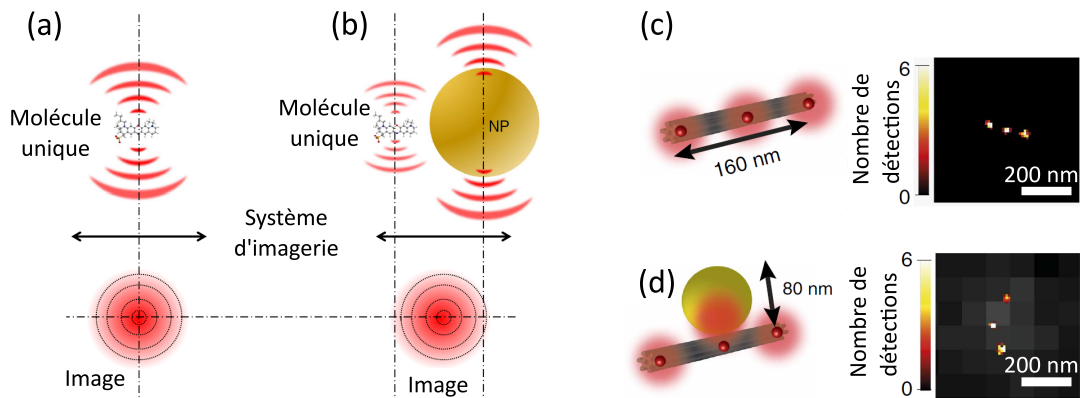 (a)
Molécule
unique
(b)
Molécule
unique
NP
Système
d'imagerie
Image
Image
(c)
160 nm
Nombre de
détections
6
0
200 nm
(d)
80 nm
Nombre de
détections
6
0
200 nm